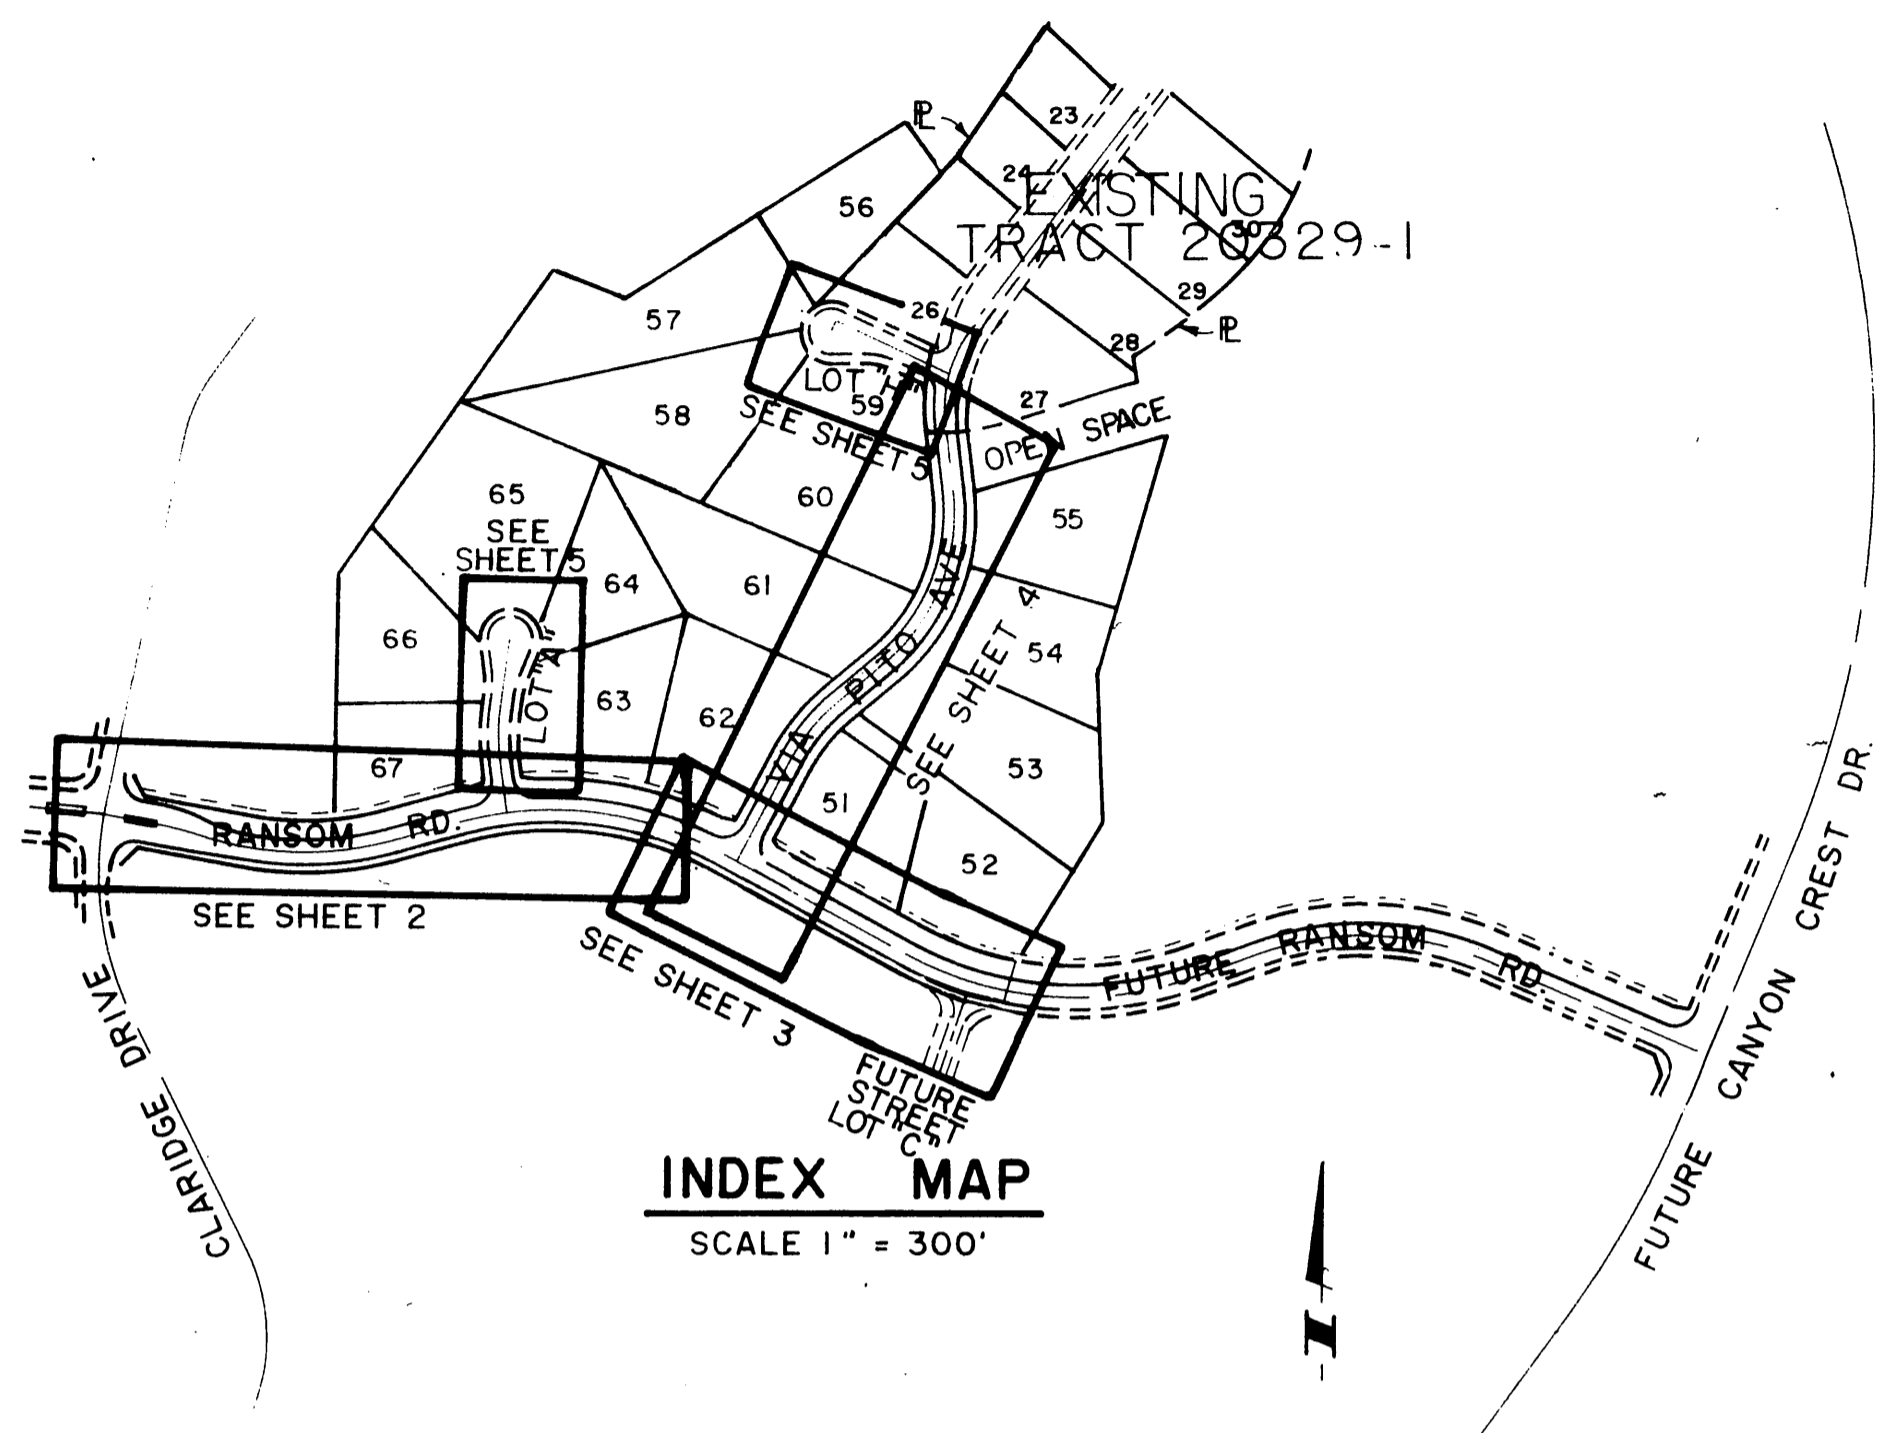 23
℄
24
EXISTING
TRACT 20329-1
30
56
29
26
57
28
℄
LOT "H"
59
27
58
SEE SHEET 5
OPEN SPACE
65
60
SEE
SHEET 5
55
64
61
VIA PITO AVE
66
54
SEE SHEET 4
LOT "A"
63
62
53
67
51
RANSOM RD.
52
SEE SHEET 2
SEE SHEET 3
FUTURE RANSOM RD.
FUTURE CANYON CREST DR.
CLARIDGE DRIVE
FUTURE
STREET
LOT "C"
INDEX MAP
SCALE 1" = 300'